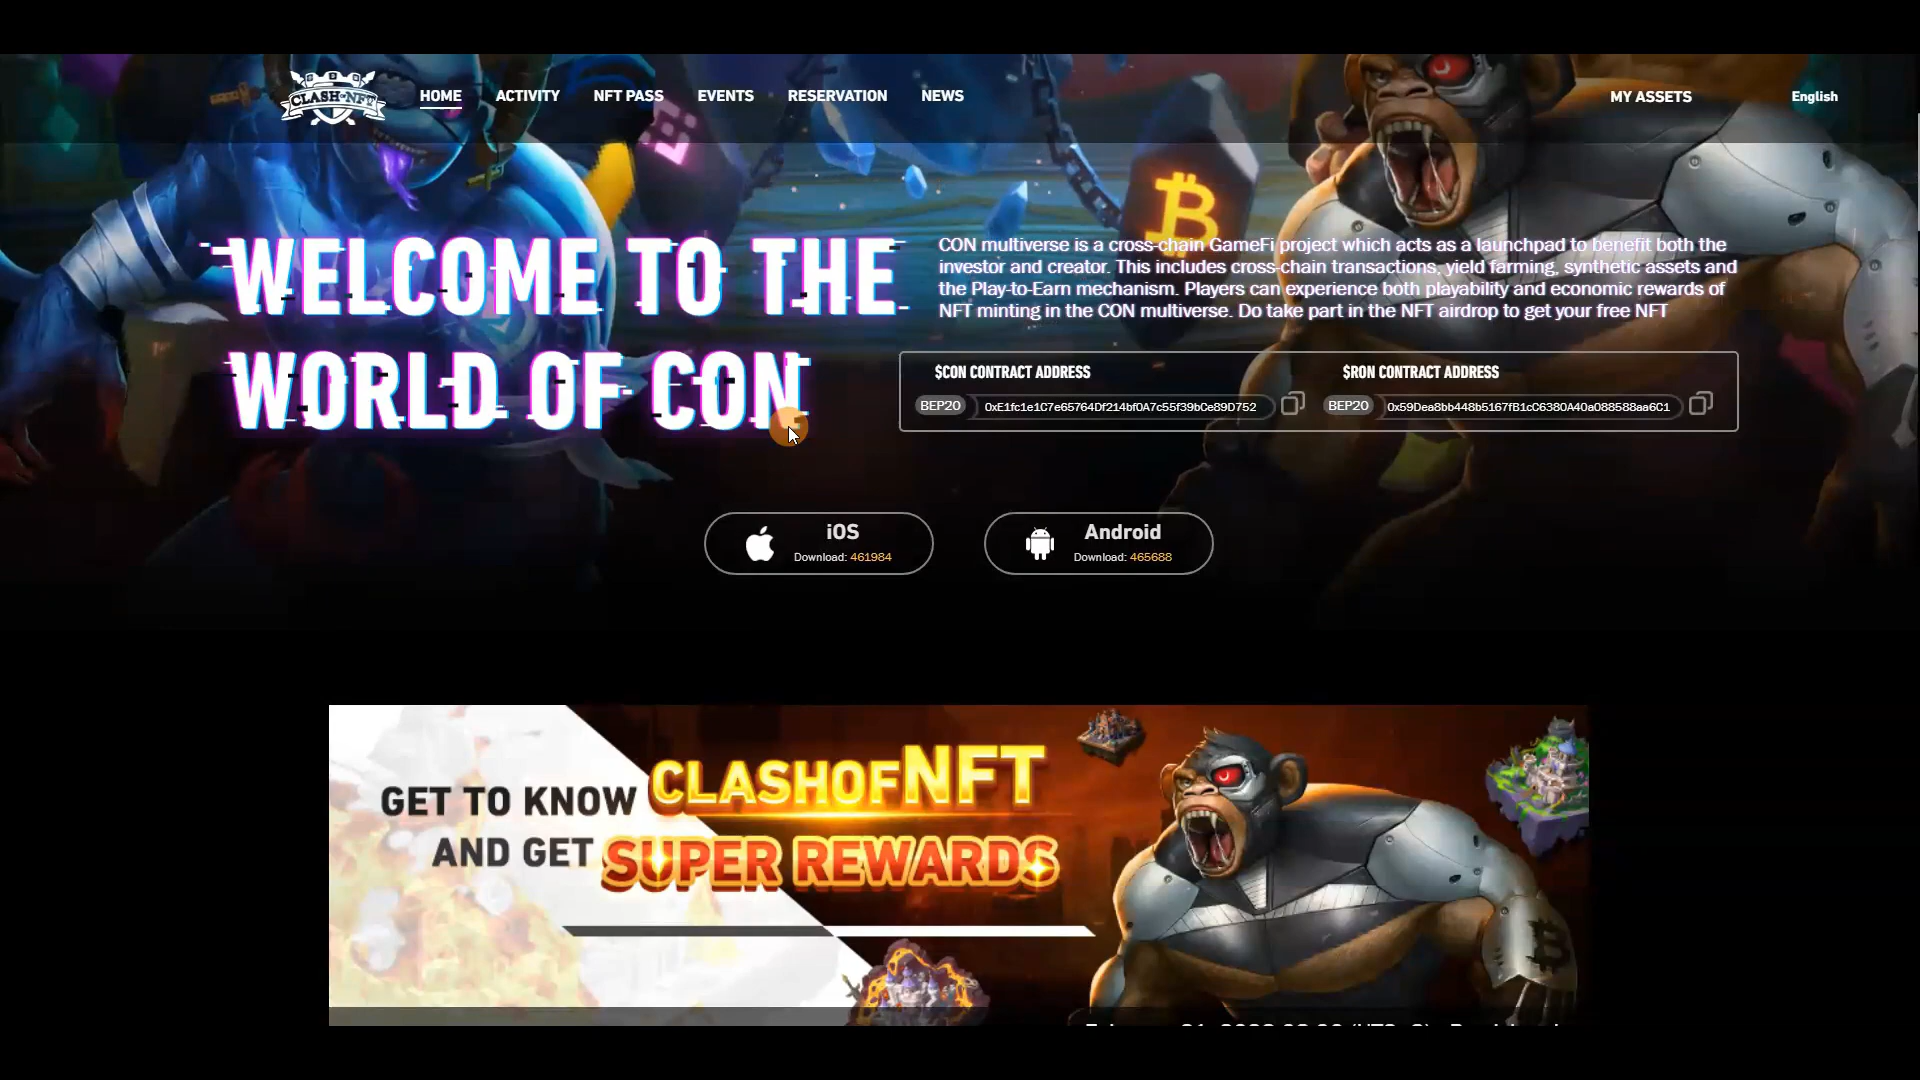 CLASH OF NFT
HOME
ACTIVITY
NFT PASS
EVENTS
RESERVATION
NEWS
MY ASSETS
English
WELCOME TO THE
WORLD OF CON
CON multiverse is a cross-chain GameFi project which acts as a launchpad to benefit both the
investor and creator. This includes cross-chain transactions, yield farming, synthetic assets and
the Play-to-Earn mechanism. Players can experience both playability and economic rewards of
NFT minting in the CON multiverse. Do take part in the NFT airdrop to get your free NFT
$CON CONTRACT ADDRESS
BEP20 0xE1fc1e1C7e65764Df214bf0A7c55f39bCe89D752
$RON CONTRACT ADDRESS
BEP20 0x59Dea8bb448b5167fB1cC6380A40a088588aa6C1
iOS
Download: 461984
Android
Download: 465688
GET TO KNOW CLASHOFNFT
AND GET SUPER REWARDS